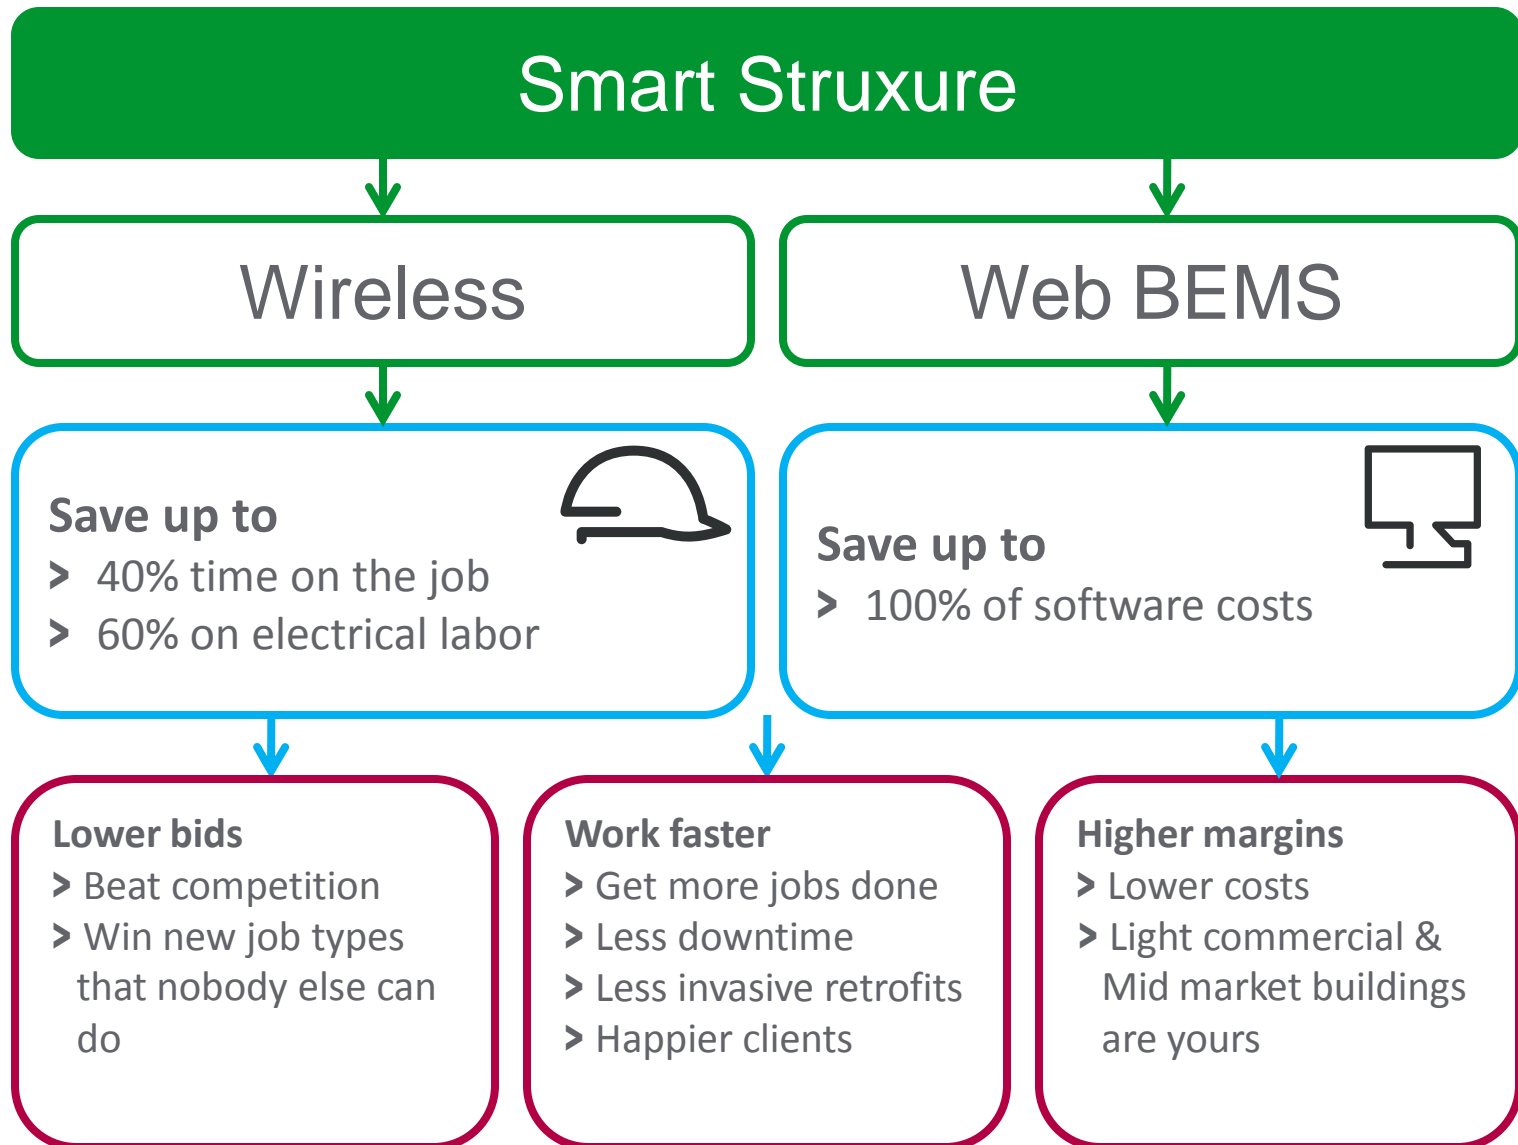 Smart Struxure
Wireless
Web BEMS
Save up to
> 40% time on the job
> 60% on electrical labor
Save up to
> 100% of software costs
Lower bids
> Beat competition
> Win new job types
that nobody else can
do
Work faster
> Get more jobs done
> Less downtime
> Less invasive retrofits
> Happier clients
Higher margins
> Lower costs
> Light commercial &
Mid market buildings
are yours